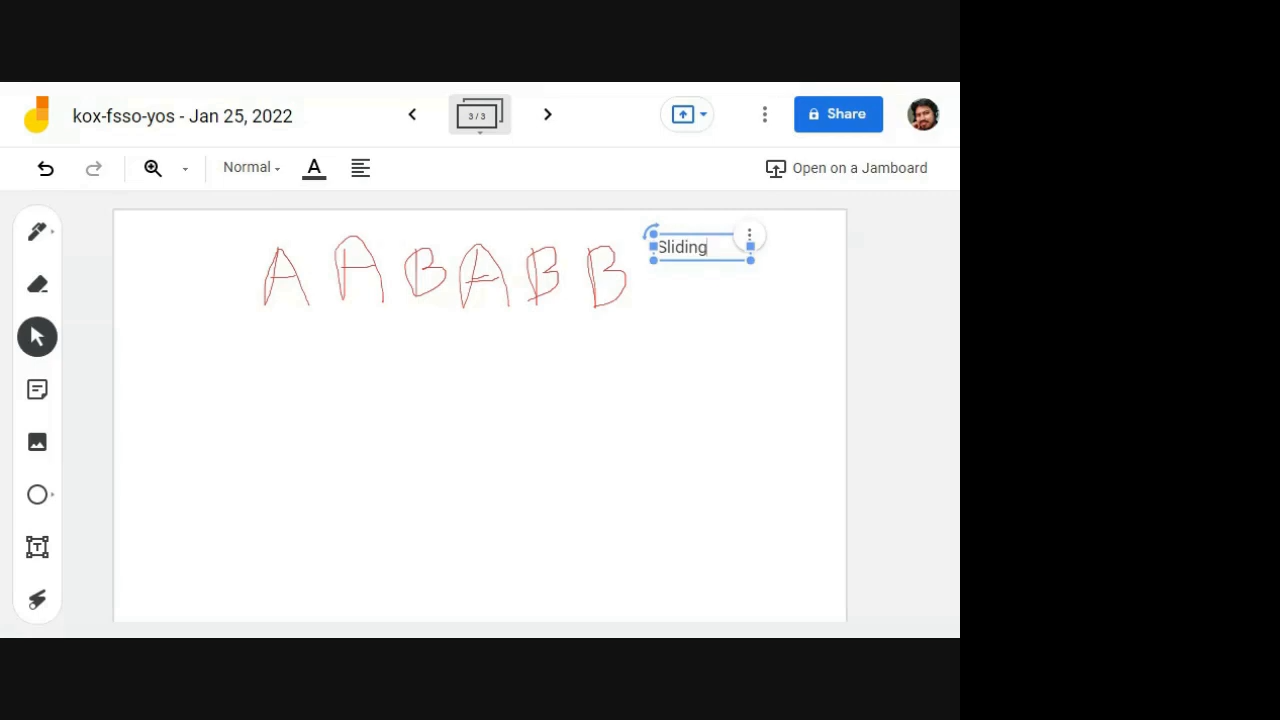 kox-fsso-yos - Jan 25, 2022
3 / 3
Share
Normal
A
Open on a Jamboard
A A B A B B
Sliding
T